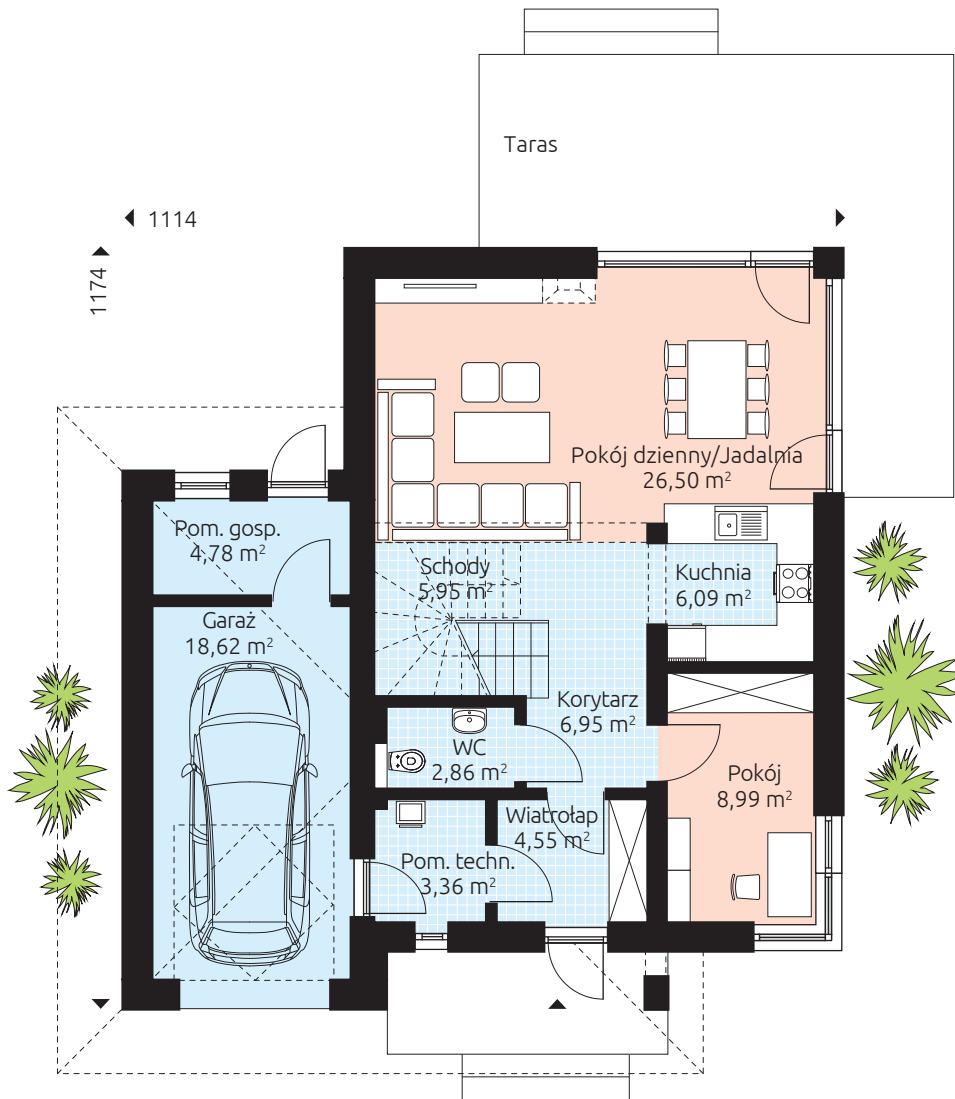 Taras
1114
1174
Pokój dzienny/Jadalnia
26,50 m²
Pom. gosp.
4,78 m²
Schody
5,95 m²
Kuchnia
6,09 m²
Garaż
18,62 m²
Korytarz
6,95 m²
WC
2,86 m²
Pokój
8,99 m²
Wiatrołap
4,55 m²
Pom. techn.
3,36 m²